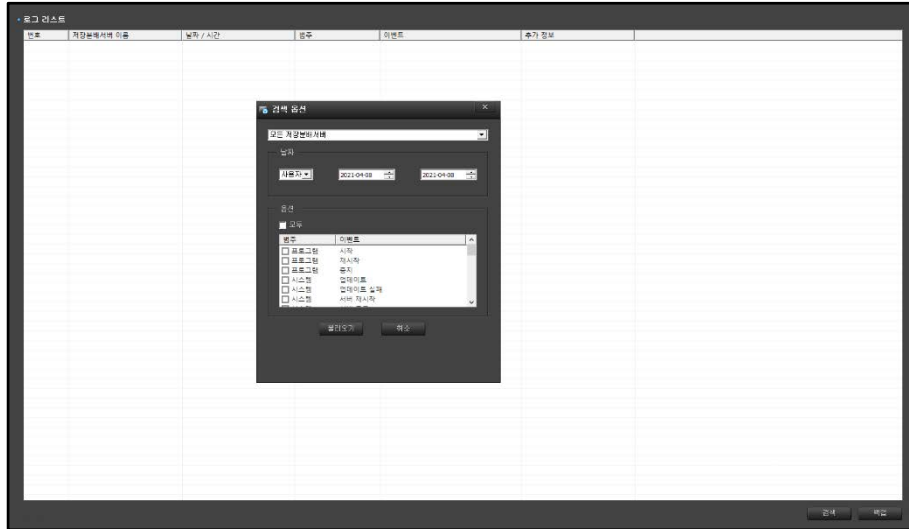 로그 리스트
번호 저장분배서버 이름 날짜 / 시간 범주 이벤트 추가 정보
검색 옵션
모든 저장분배서버
날짜
사용자 2021-04-08 2021-04-08
옵션
모두
범주 이벤트
프로그램 시작
프로그램 재시작
프로그램 중지
시스템 업데이트
시스템 업데이트 실패
시스템 서버 재시작
불러오기 취소
검색 백업